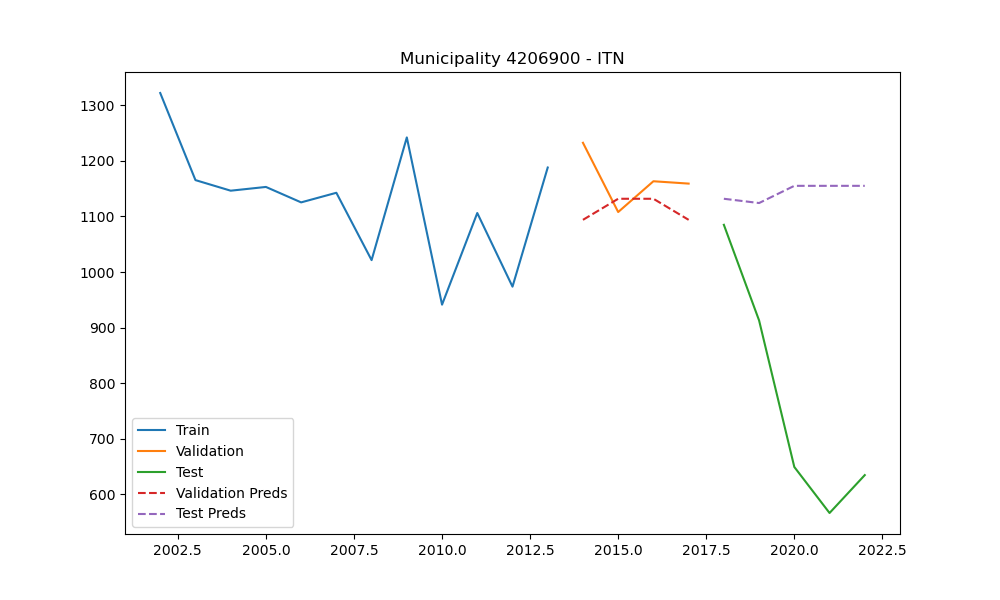 Municipality 4206900 - ITN
1300
1200
1100
1000
900
800
700
600
Train
Validation
Test
Validation Preds
Test Preds
2002.5 2005.0 2007.5 2010.0 2012.5 2015.0 2017.5 2020.0 2022.5